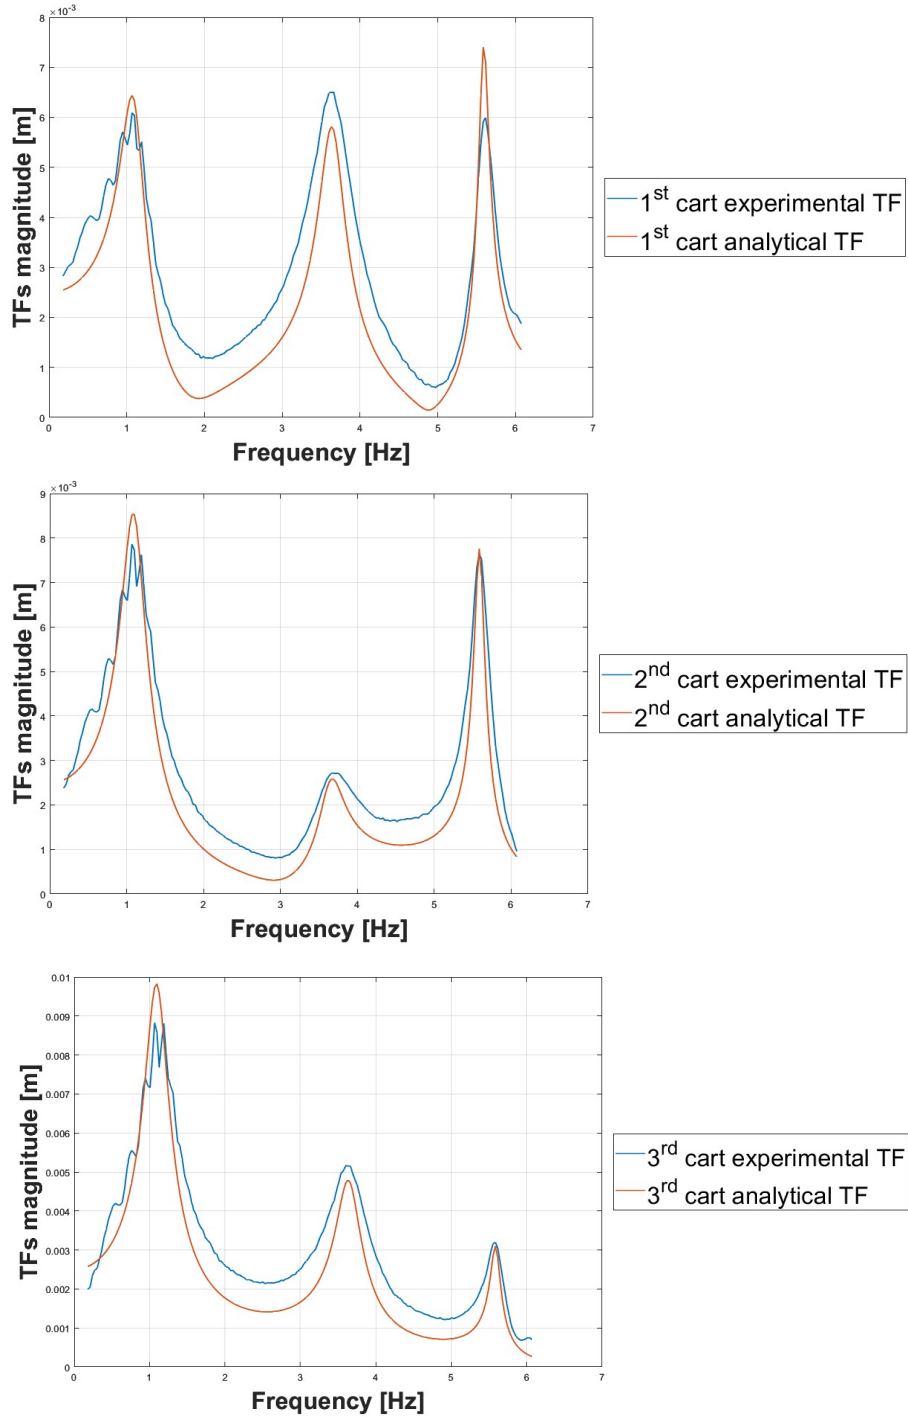 ×10⁻³
8
7
6
5
4
3
2
1
0
TFs magnitude [m]
0 1 2 3 4 5 6 7
Frequency [Hz]
1st cart experimental TF
1st cart analytical TF
×10⁻³
9
8
7
6
5
4
3
2
1
0
TFs magnitude [m]
0 1 2 3 4 5 6 7
Frequency [Hz]
2nd cart experimental TF
2nd cart analytical TF
0.01
0.009
0.008
0.007
0.006
0.005
0.004
0.003
0.002
0.001
0
TFs magnitude [m]
0 1 2 3 4 5 6 7
Frequency [Hz]
3rd cart experimental TF
3rd cart analytical TF